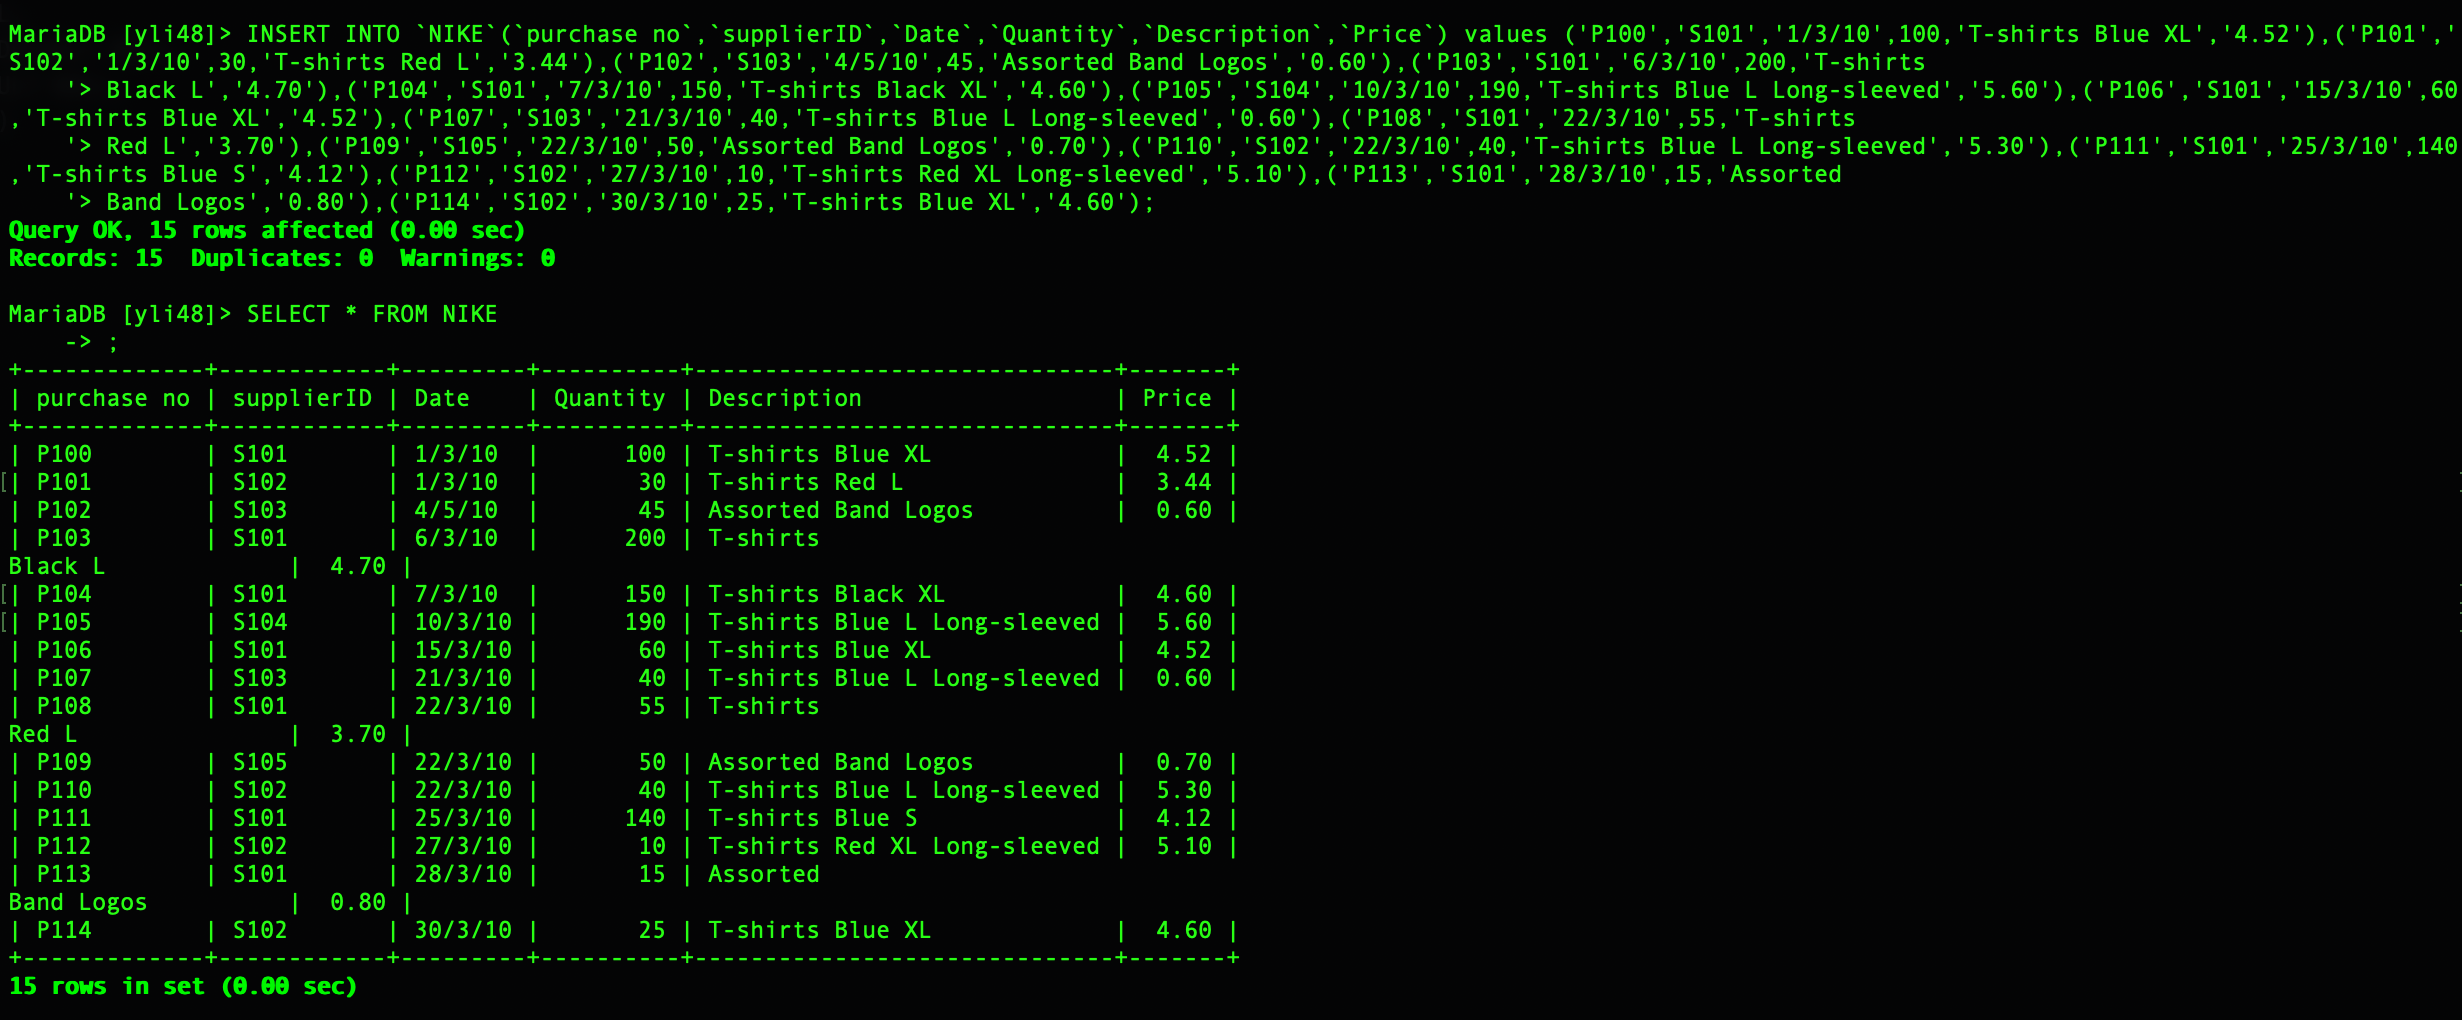 MariaDB [yli48]> INSERT INTO `NIKE`(`purchase no`,`supplierID`,`Date`,`Quantity`,`Description`,`Price`) values ('P100','S101','1/3/10',100,'T-shirts Blue XL','4.52'),('P101','
S102','1/3/10',30,'T-shirts Red L','3.44'),('P102','S103','4/5/10',45,'Assorted Band Logos','0.60'),('P103','S101','6/3/10',200,'T-shirts
    '> Black L','4.70'),('P104','S101','7/3/10',150,'T-shirts Black XL','4.60'),('P105','S104','10/3/10',190,'T-shirts Blue L Long-sleeved','5.60'),('P106','S101','15/3/10',60
,'T-shirts Blue XL','4.52'),('P107','S103','21/3/10',40,'T-shirts Blue L Long-sleeved','0.60'),('P108','S101','22/3/10',55,'T-shirts
    '> Red L','3.70'),('P109','S105','22/3/10',50,'Assorted Band Logos','0.70'),('P110','S102','22/3/10',40,'T-shirts Blue L Long-sleeved','5.30'),('P111','S101','25/3/10',140
,'T-shirts Blue S','4.12'),('P112','S102','27/3/10',10,'T-shirts Red XL Long-sleeved','5.10'),('P113','S101','28/3/10',15,'Assorted
    '> Band Logos','0.80'),('P114','S102','30/3/10',25,'T-shirts Blue XL','4.60');
Query OK, 15 rows affected (0.00 sec)
Records: 15  Duplicates: 0  Warnings: 0

MariaDB [yli48]> SELECT * FROM NIKE
    -> ;
+-------------+------------+---------+----------+------------------------------+-------+
| purchase no | supplierID | Date    | Quantity | Description                  | Price |
+-------------+------------+---------+----------+------------------------------+-------+
| P100        | S101       | 1/3/10  |      100 | T-shirts Blue XL             |  4.52 |
| P101        | S102       | 1/3/10  |       30 | T-shirts Red L               |  3.44 |
| P102        | S103       | 4/5/10  |       45 | Assorted Band Logos          |  0.60 |
| P103        | S101       | 6/3/10  |      200 | T-shirts
Black L             |  4.70 |
| P104        | S101       | 7/3/10  |      150 | T-shirts Black XL            |  4.60 |
| P105        | S104       | 10/3/10 |      190 | T-shirts Blue L Long-sleeved |  5.60 |
| P106        | S101       | 15/3/10 |       60 | T-shirts Blue XL             |  4.52 |
| P107        | S103       | 21/3/10 |       40 | T-shirts Blue L Long-sleeved |  0.60 |
| P108        | S101       | 22/3/10 |       55 | T-shirts
Red L               |  3.70 |
| P109        | S105       | 22/3/10 |       50 | Assorted Band Logos          |  0.70 |
| P110        | S102       | 22/3/10 |       40 | T-shirts Blue L Long-sleeved |  5.30 |
| P111        | S101       | 25/3/10 |      140 | T-shirts Blue S              |  4.12 |
| P112        | S102       | 27/3/10 |       10 | T-shirts Red XL Long-sleeved |  5.10 |
| P113        | S101       | 28/3/10 |       15 | Assorted
Band Logos          |  0.80 |
| P114        | S102       | 30/3/10 |       25 | T-shirts Blue XL             |  4.60 |
+-------------+------------+---------+----------+------------------------------+-------+
15 rows in set (0.00 sec)